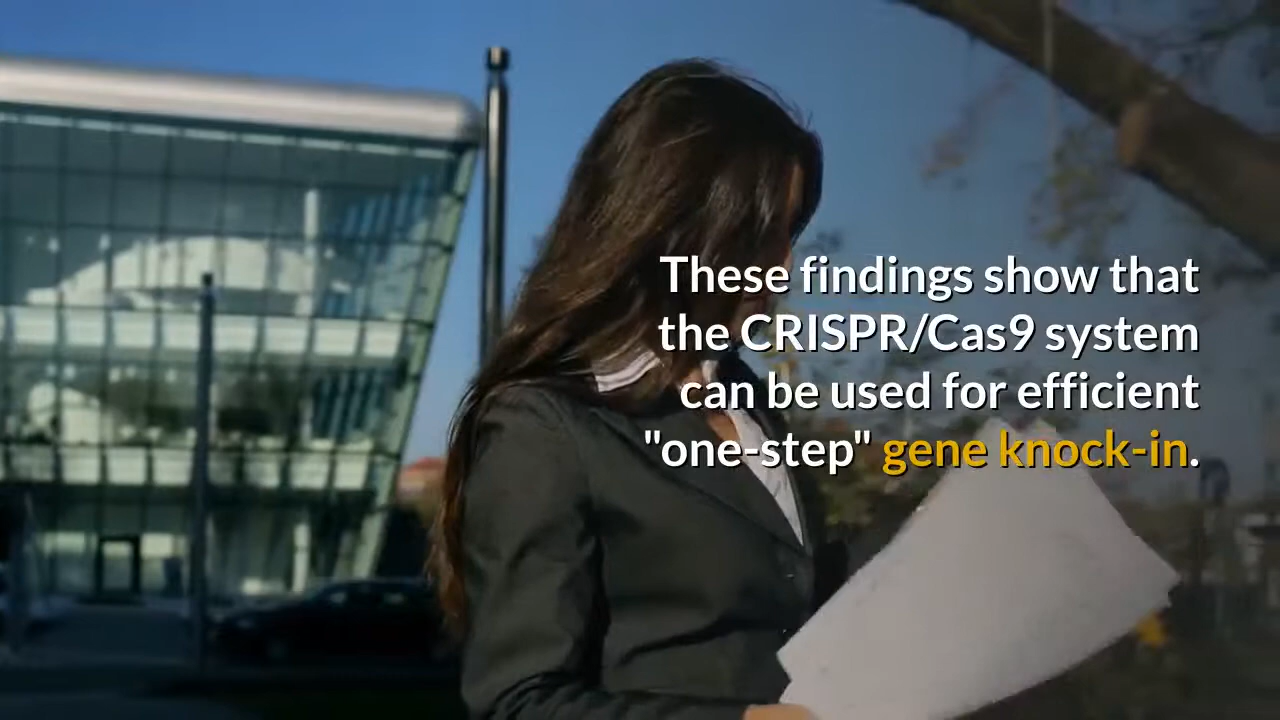 These findings show that
the CRISPR/Cas9 system
can be used for efficient
"one-step" gene knock-in.